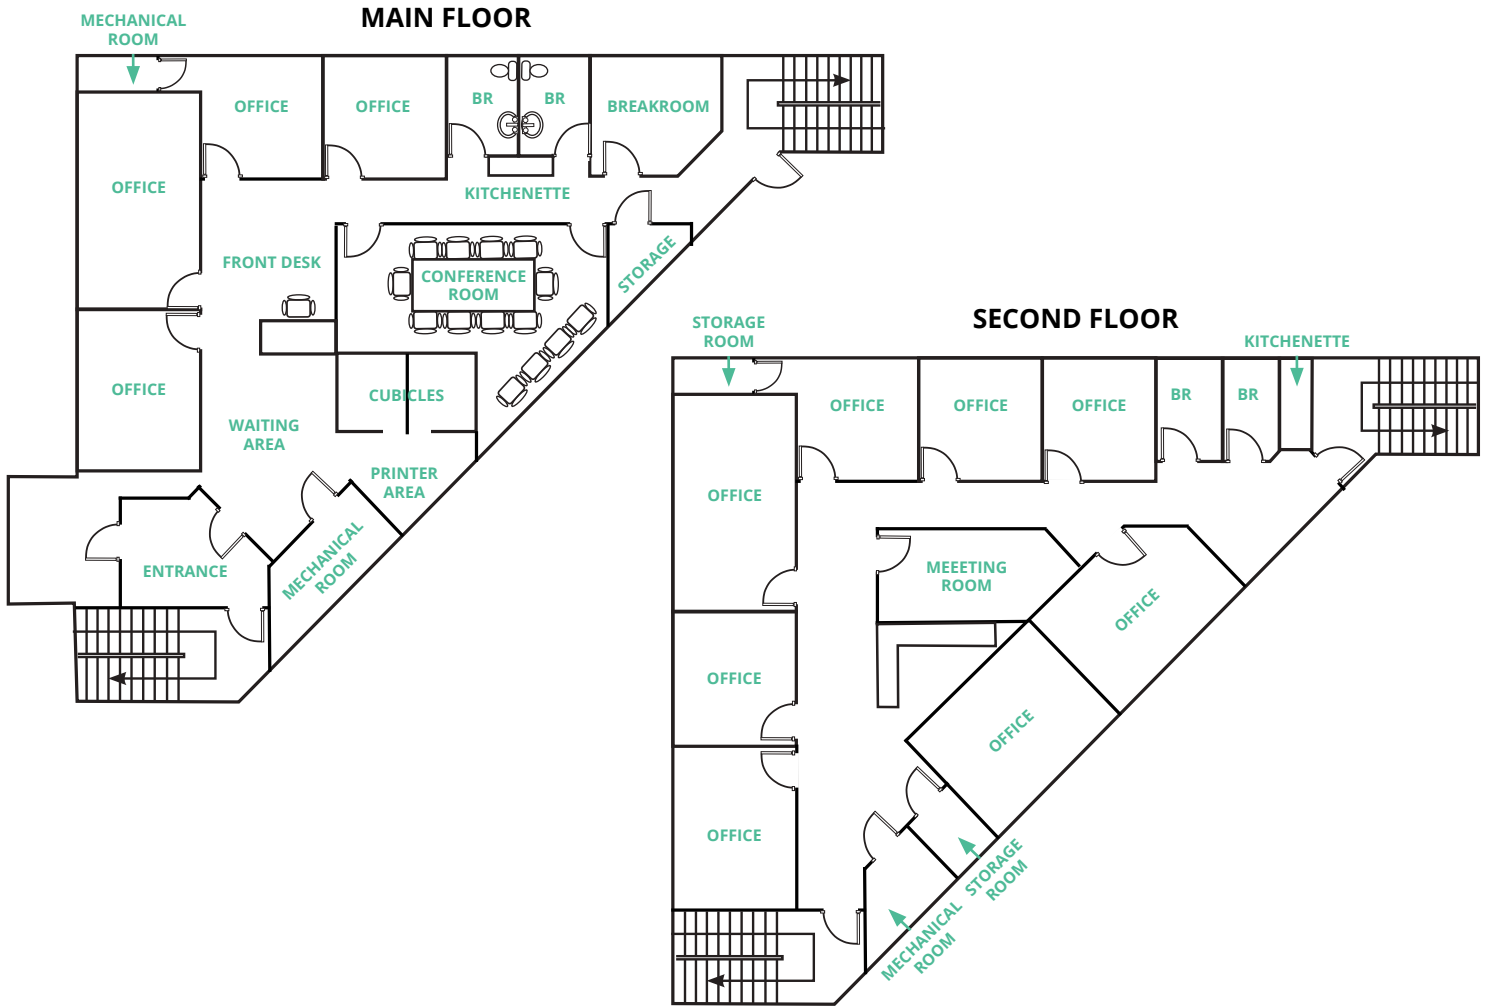 MAIN FLOOR
MECHANICAL
ROOM
OFFICE
OFFICE
BR
BR
BREAKROOM
OFFICE
KITCHENETTE
FRONT DESK
CONFERENCE
ROOM
STORAGE
OFFICE
CUBICLES
WAITING
AREA
PRINTER
AREA
ENTRANCE
MECHANICAL
ROOM
SECOND FLOOR
STORAGE
ROOM
KITCHENETTE
OFFICE
OFFICE
OFFICE
BR
BR
OFFICE
MEEETING
ROOM
OFFICE
OFFICE
OFFICE
OFFICE
STORAGE
ROOM
MECHANICAL
ROOM